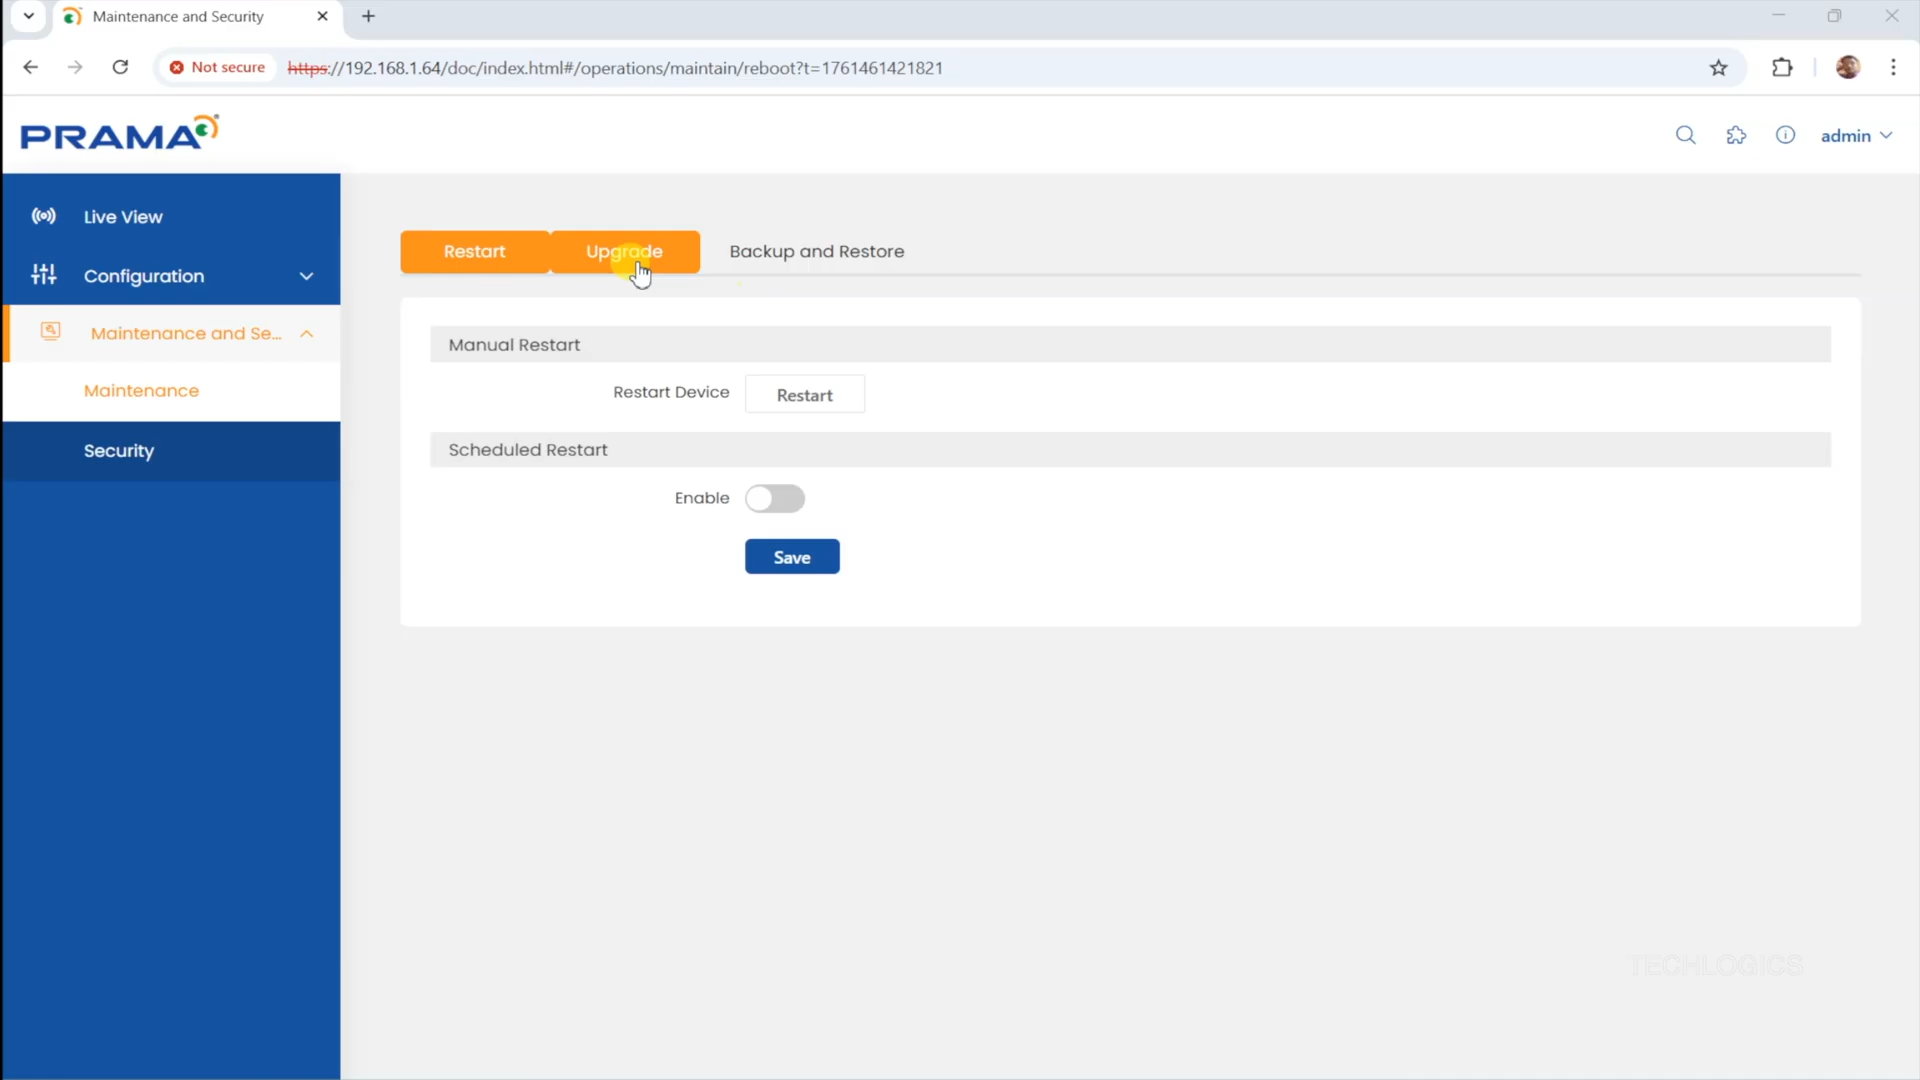 Maintenance and Security
Not secure https://192.168.1.64/doc/index.html#/operations/maintain/reboot?t=1761461421821
PRAMA
admin
Live View
Configuration
Maintenance and Se...
Maintenance
Security
Restart Upgrade Backup and Restore
Manual Restart
Restart Device Restart
Scheduled Restart
Enable
Save
TECHLOGICS